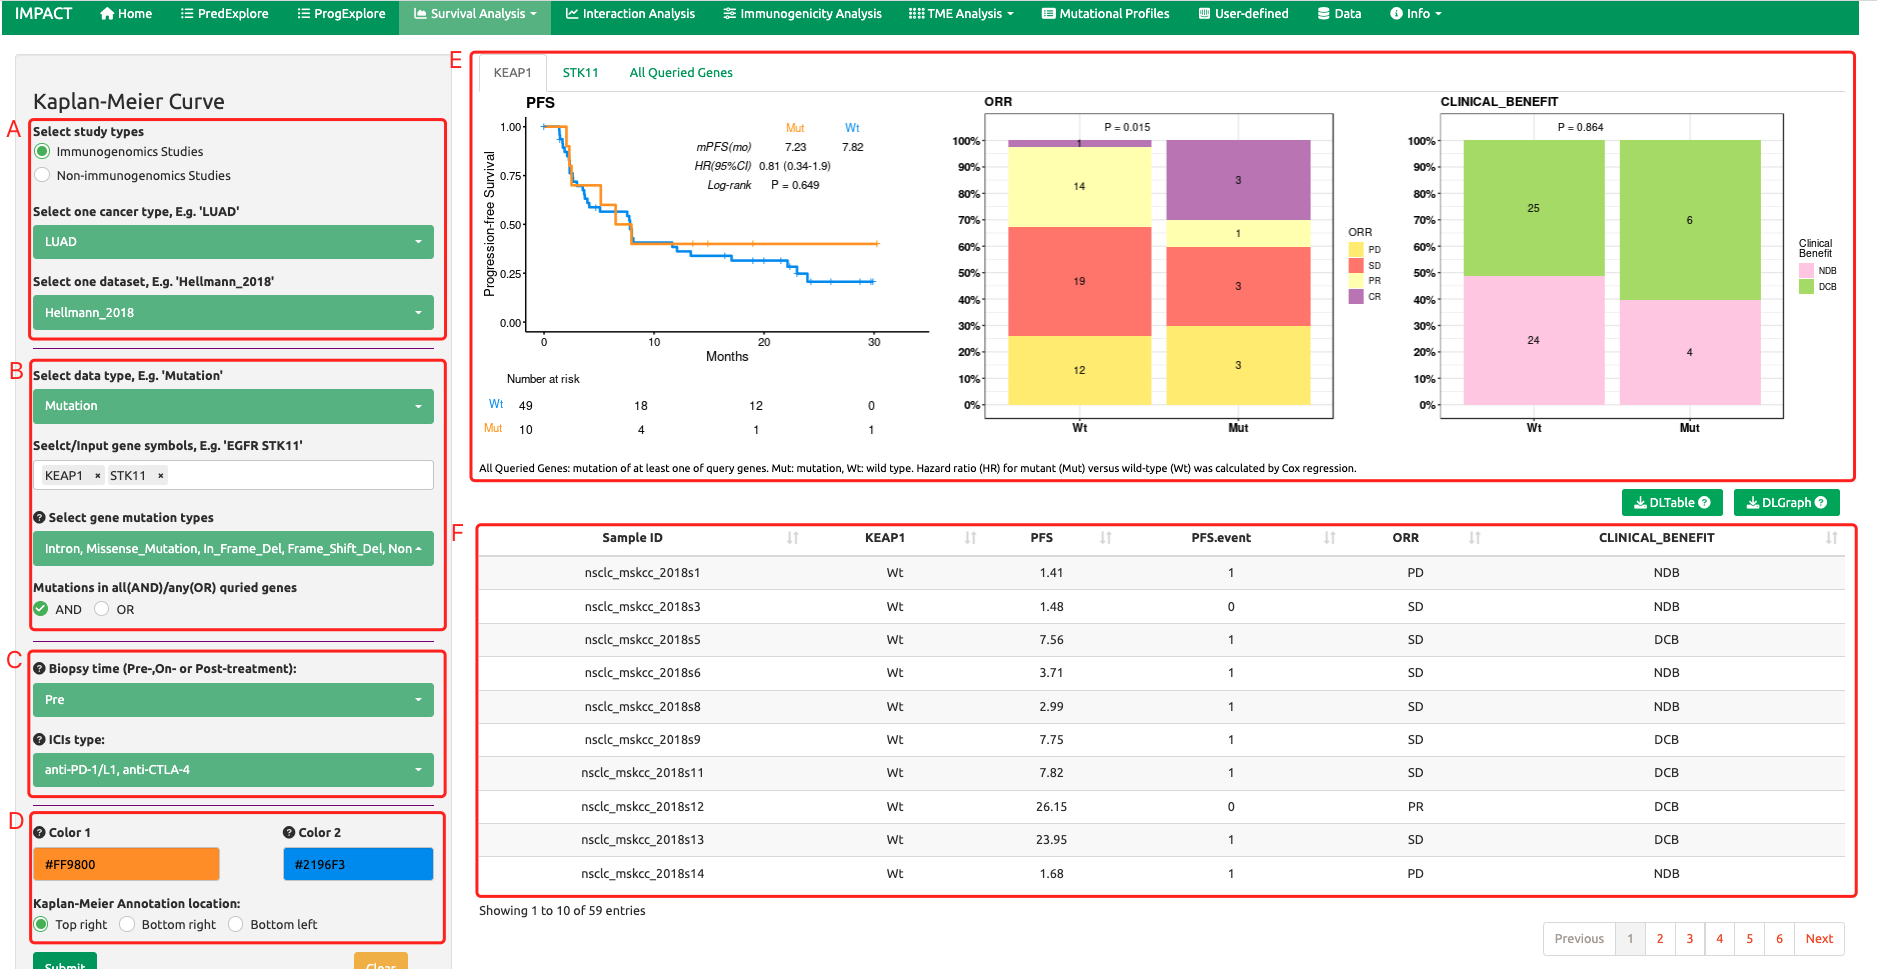 IMPACT Home PredExplore ProgExplore Survival Analysis Interaction Analysis Immunogenicity Analysis TME Analysis Mutational Profiles User-defined Data Info
Kaplan-Meier Curve
A
Select study types
Immunogenomics Studies
Non-immunogenomics Studies
Select one cancer type, E.g. 'LUAD'
LUAD
Select one dataset, E.g. 'Hellmann_2018'
Hellmann_2018
B
Select data type, E.g. 'Mutation'
Mutation
Seelct/Input gene symbols, E.g. 'EGFR STK11'
KEAP1 × STK11 ×
Select gene mutation types
Intron, Missense_Mutation, In_Frame_Del, Frame_Shift_Del, Non
Mutations in all(AND)/any(OR) quried genes
AND OR
C
Biopsy time (Pre-,On- or Post-treatment):
Pre
ICIs type:
anti-PD-1/L1, anti-CTLA-4
D
Color 1 Color 2
#FF9800 #2196F3
Kaplan-Meier Annotation location:
Top right Bottom right Bottom left
Submit Clear
E
KEAP1 STK11 All Queried Genes
PFS
Progression-free Survival
1.00
0.75
0.50
0.25
0.00
Mut Wt
mPFS(mo) 7.23 7.82
HR(95%CI) 0.81 (0.34-1.9)
Log-rank P = 0.649
0 10 20 30
Months
Number at risk
Wt 49 18 12 0
Mut 10 4 1 1
ORR
P = 0.015
100%
90%
80%
70%
60%
50%
40%
30%
20%
10%
0%
1
14
19
12
3
1
3
3
Wt Mut
ORR
PD
SD
PR
CR
CLINICAL_BENEFIT
P = 0.864
100%
90%
80%
70%
60%
50%
40%
30%
20%
10%
0%
25
24
6
4
Wt Mut
Clinical
Benefit
NDB
DCB
All Queried Genes: mutation of at least one of query genes. Mut: mutation, Wt: wild type. Hazard ratio (HR) for mutant (Mut) versus wild-type (Wt) was calculated by Cox regression.
DLTable DLGraph
F
Sample ID KEAP1 PFS PFS.event ORR CLINICAL_BENEFIT
nsclc_mskcc_2018s1 Wt 1.41 1 PD NDB
nsclc_mskcc_2018s3 Wt 1.48 0 SD NDB
nsclc_mskcc_2018s5 Wt 7.56 1 SD DCB
nsclc_mskcc_2018s6 Wt 3.71 1 SD NDB
nsclc_mskcc_2018s8 Wt 2.99 1 SD NDB
nsclc_mskcc_2018s9 Wt 7.75 1 SD DCB
nsclc_mskcc_2018s11 Wt 7.82 1 SD DCB
nsclc_mskcc_2018s12 Wt 26.15 0 PR DCB
nsclc_mskcc_2018s13 Wt 23.95 1 SD DCB
nsclc_mskcc_2018s14 Wt 1.68 1 PD NDB
Showing 1 to 10 of 59 entries
Previous 1 2 3 4 5 6 Next